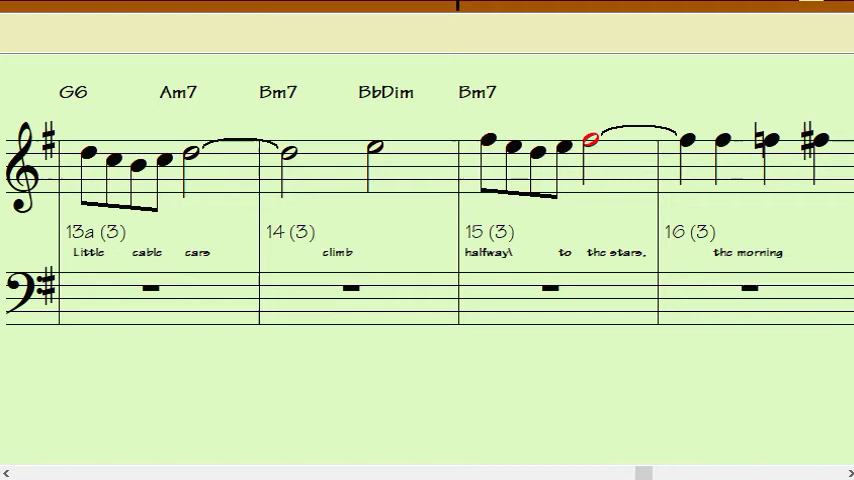 G6 Am7 Bm7 BbDim Bm7
13a (3) 14 (3) 15 (3) 16 (3)
Little cable cars climb halfway\ to the stars, the morning